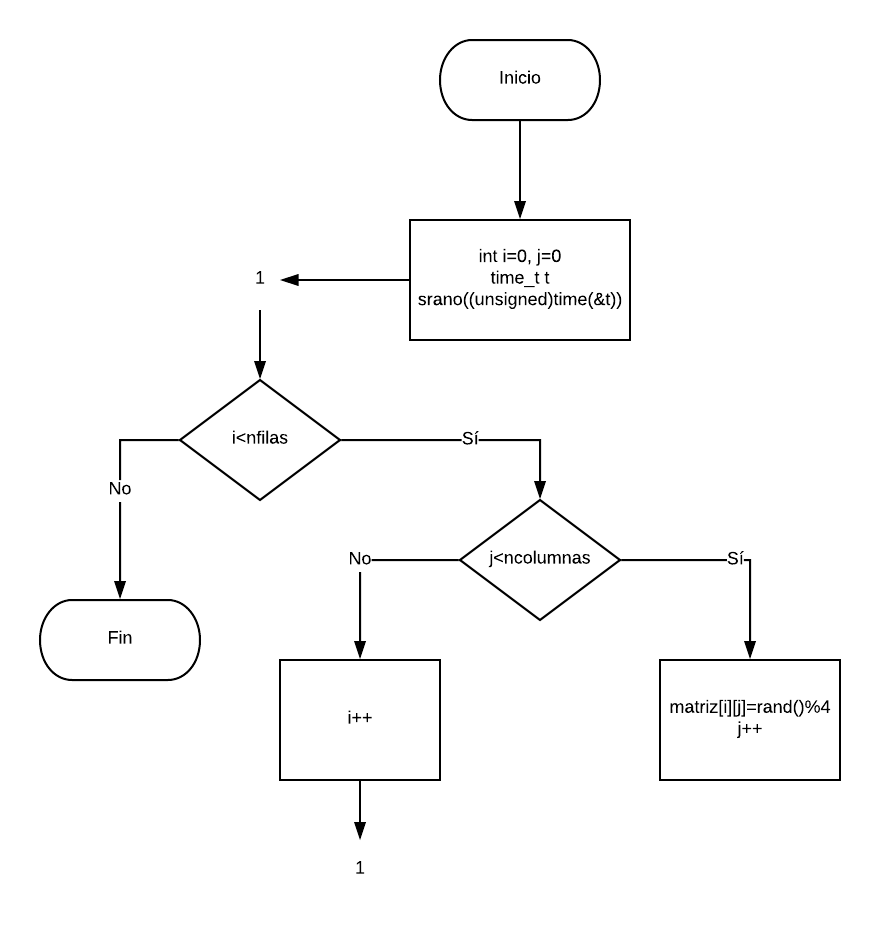 Inicio
int i=0, j=0
time_t t
srano((unsigned)time(&t))
1
i<nfilas
Sí
No
j<ncolumnas
No
Sí
Fin
i++
matriz[i][j]=rand()%4
j++
1